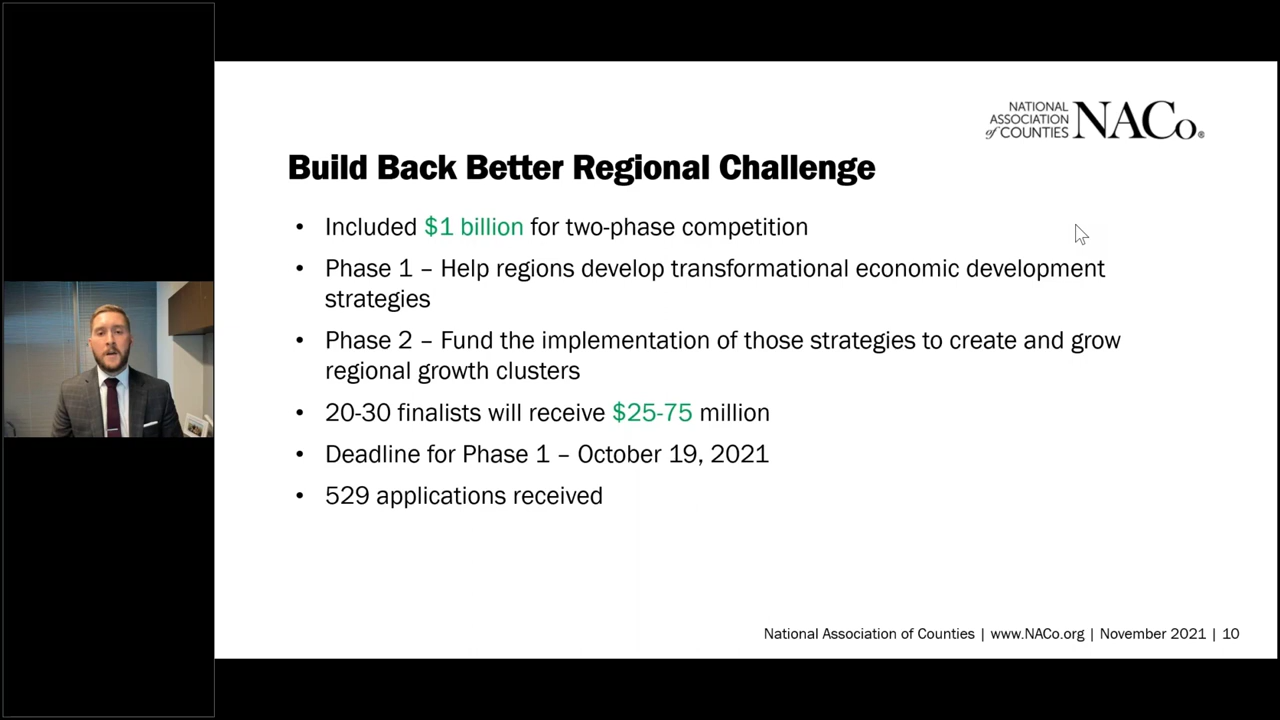 NATIONAL
ASSOCIATION
of COUNTIES
NACo®
Build Back Better Regional Challenge
• Included $1 billion for two-phase competition
• Phase 1 – Help regions develop transformational economic development
strategies
• Phase 2 – Fund the implementation of those strategies to create and grow
regional growth clusters
• 20-30 finalists will receive $25-75 million
• Deadline for Phase 1 – October 19, 2021
• 529 applications received
National Association of Counties | www.NACo.org | November 2021 | 10